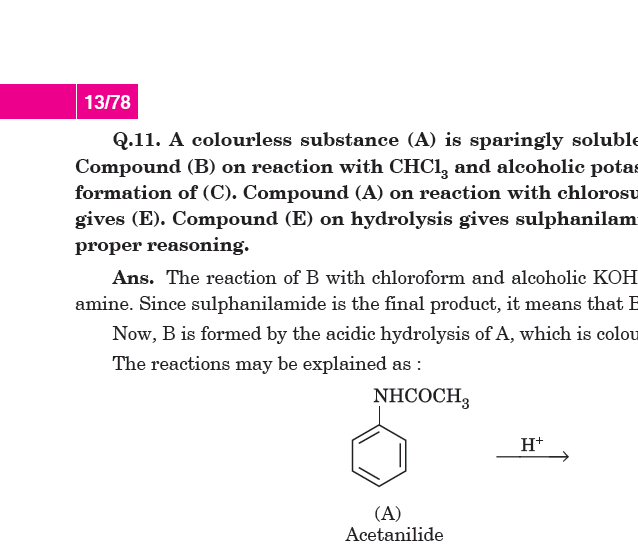 13/78
Q.11. A colourless substance (A) is sparingly soluble
Compound (B) on reaction with CHCl₃ and alcoholic potas
formation of (C). Compound (A) on reaction with chlorosu
gives (E). Compound (E) on hydrolysis gives sulphanilam
proper reasoning.
Ans. The reaction of B with chloroform and alcoholic KOH
amine. Since sulphanilamide is the final product, it means that B
Now, B is formed by the acidic hydrolysis of A, which is colou
The reactions may be explained as :
NHCOCH₃
H⁺
(A)
Acetanilide